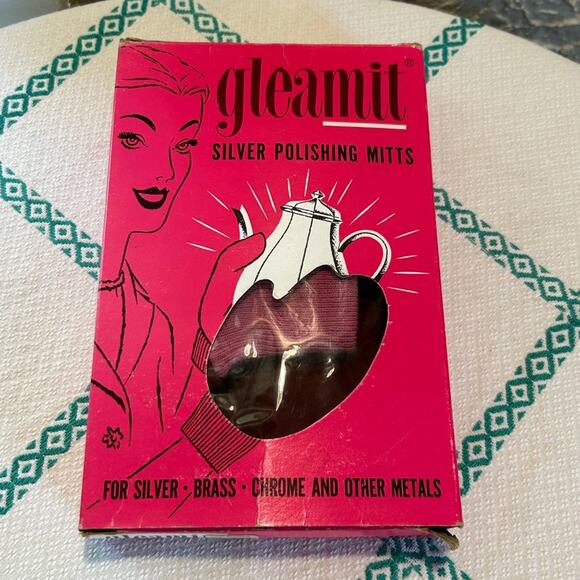 gleamit®
SILVER POLISHING MITTS
FOR SILVER · BRASS · CHROME AND OTHER METALS